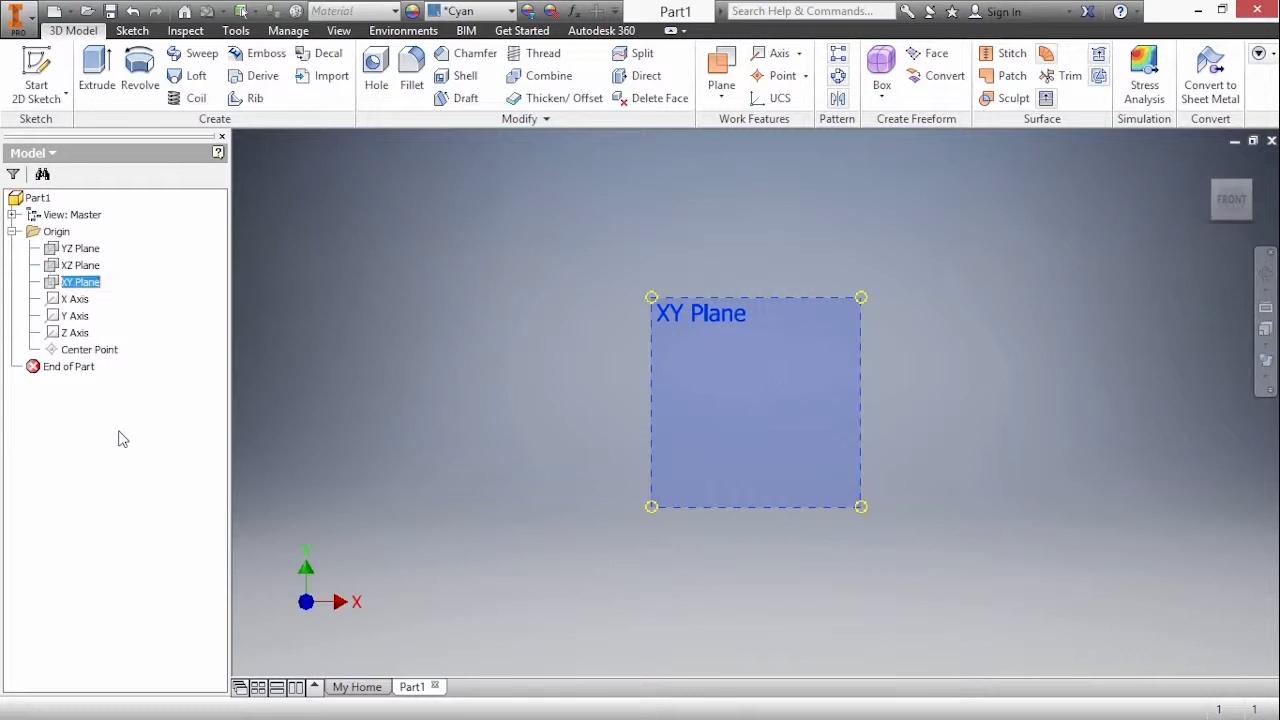 PRO
Material
*Cyan
Part1
Search Help & Commands...
Sign In
3D Model Sketch Inspect Tools Manage View Environments BIM Get Started Autodesk 360
Start
2D Sketch
Sketch
Extrude
Revolve
Sweep
Loft
Coil
Emboss
Derive
Rib
Decal
Import
Create
Hole
Fillet
Chamfer
Shell
Draft
Thread
Combine
Thicken/ Offset
Split
Direct
Delete Face
Modify
Plane
Axis
Point
UCS
Work Features
Pattern
Box
Face
Convert
Create Freeform
Stitch
Patch
Sculpt
Trim
Surface
Stress
Analysis
Simulation
Convert to
Sheet Metal
Convert
Model
Part1
View: Master
Origin
YZ Plane
XZ Plane
XY Plane
X Axis
Y Axis
Z Axis
Center Point
End of Part
FRONT
XY Plane
Y
X
My Home
Part1
1 1